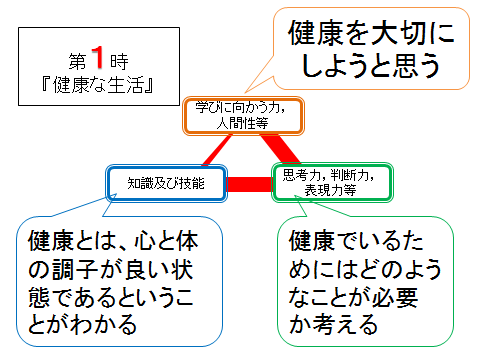 第1時
『健康な生活』
健康を大切に
しようと思う
学びに向かう力，
人間性等
知識及び技能
思考力，判断力，
表現力等
健康とは、心と体
の調子が良い状
態であるというこ
とがわかる
健康でいるた
めにはどのよう
なことが必要
か考える